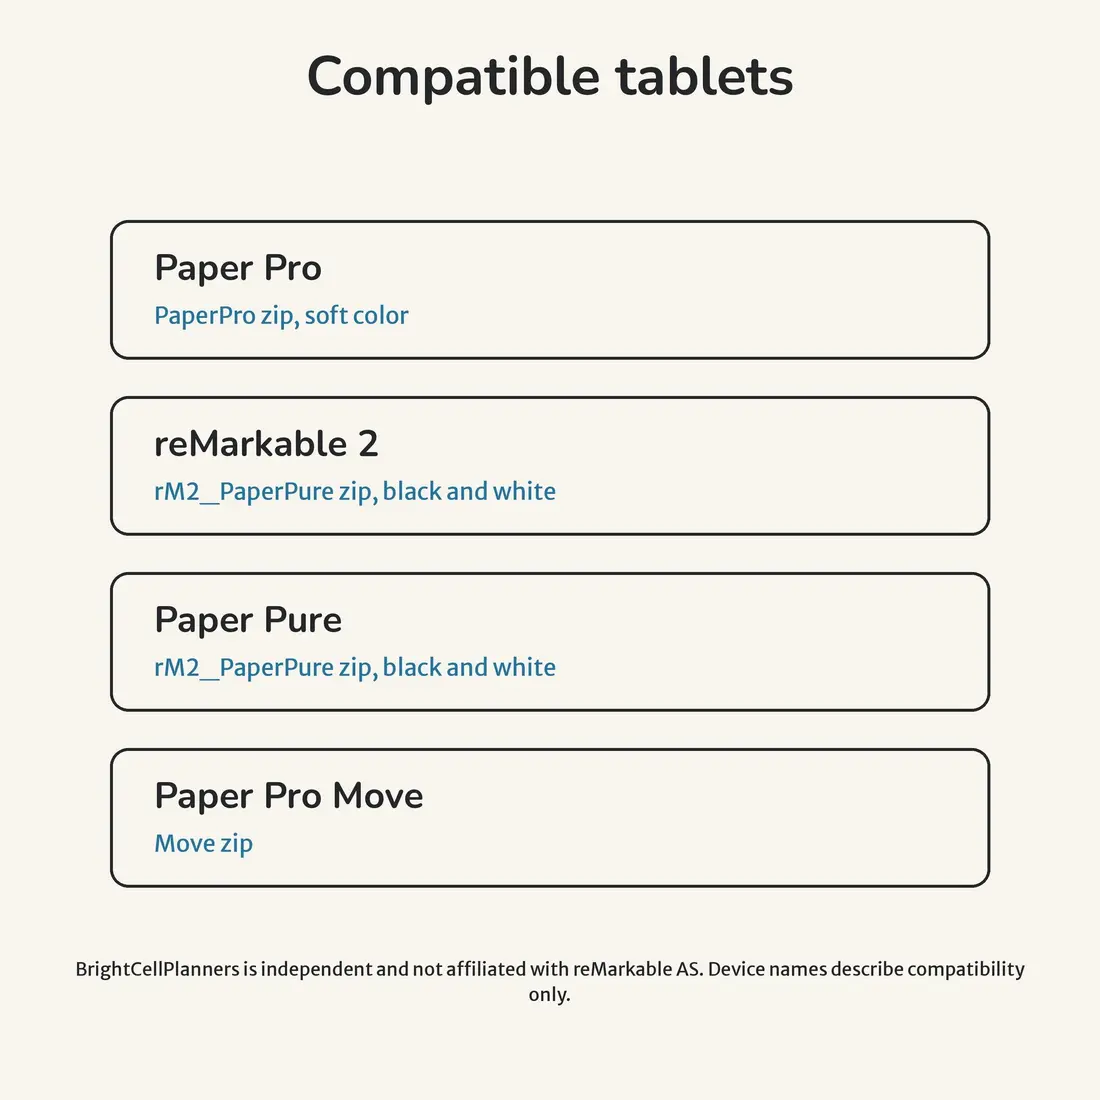 Compatible tablets
Paper Pro
PaperPro zip, soft color
reMarkable 2
rM2_PaperPure zip, black and white
Paper Pure
rM2_PaperPure zip, black and white
Paper Pro Move
Move zip
BrightCellPlanners is independent and not affiliated with reMarkable AS. Device names describe compatibility
only.